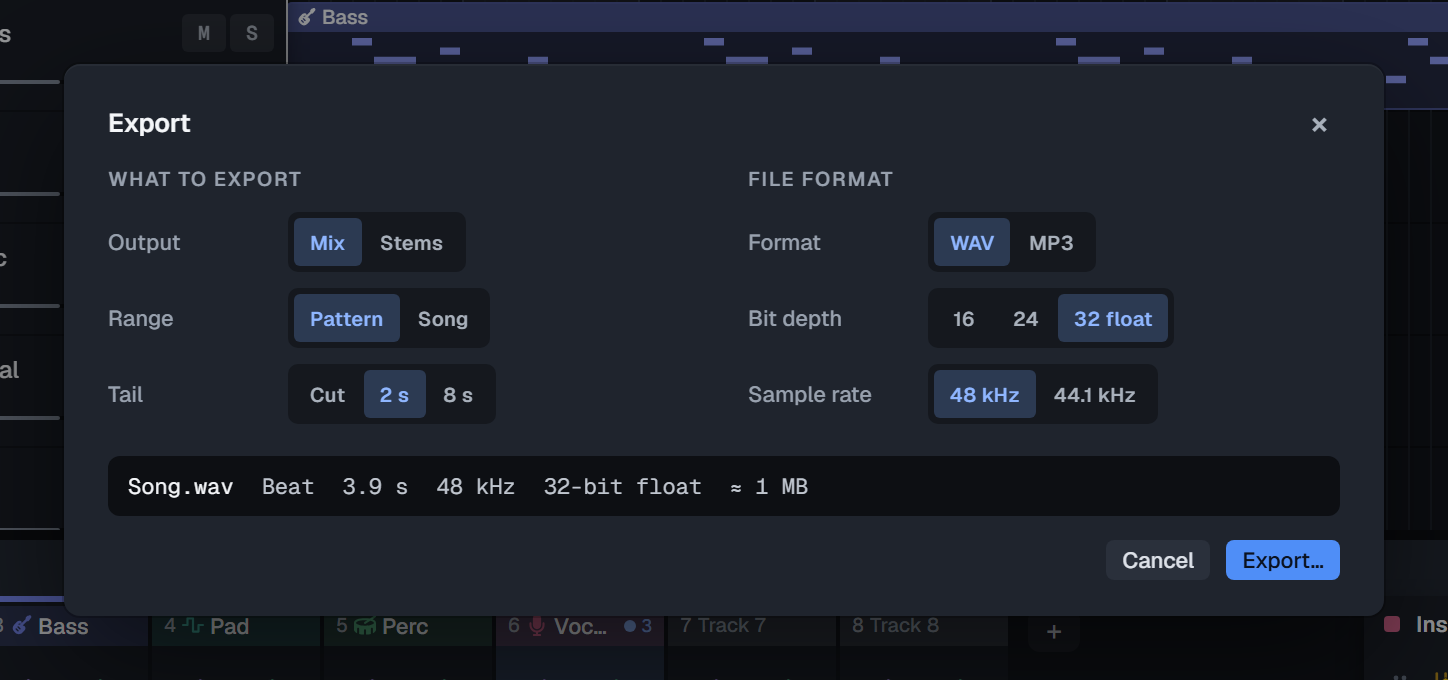 s M S Bass
Export ×
WHAT TO EXPORT
Output Mix Stems
Range Pattern Song
Tail Cut 2 s 8 s
FILE FORMAT
Format WAV MP3
Bit depth 16 24 32 float
Sample rate 48 kHz 44.1 kHz
c
al
Song.wav Beat 3.9 s 48 kHz 32-bit float ≈ 1 MB
Cancel Export...
3 Bass 4 Pad 5 Perc 6 Voc... 3 7 Track 7 8 Track 8 + Ins